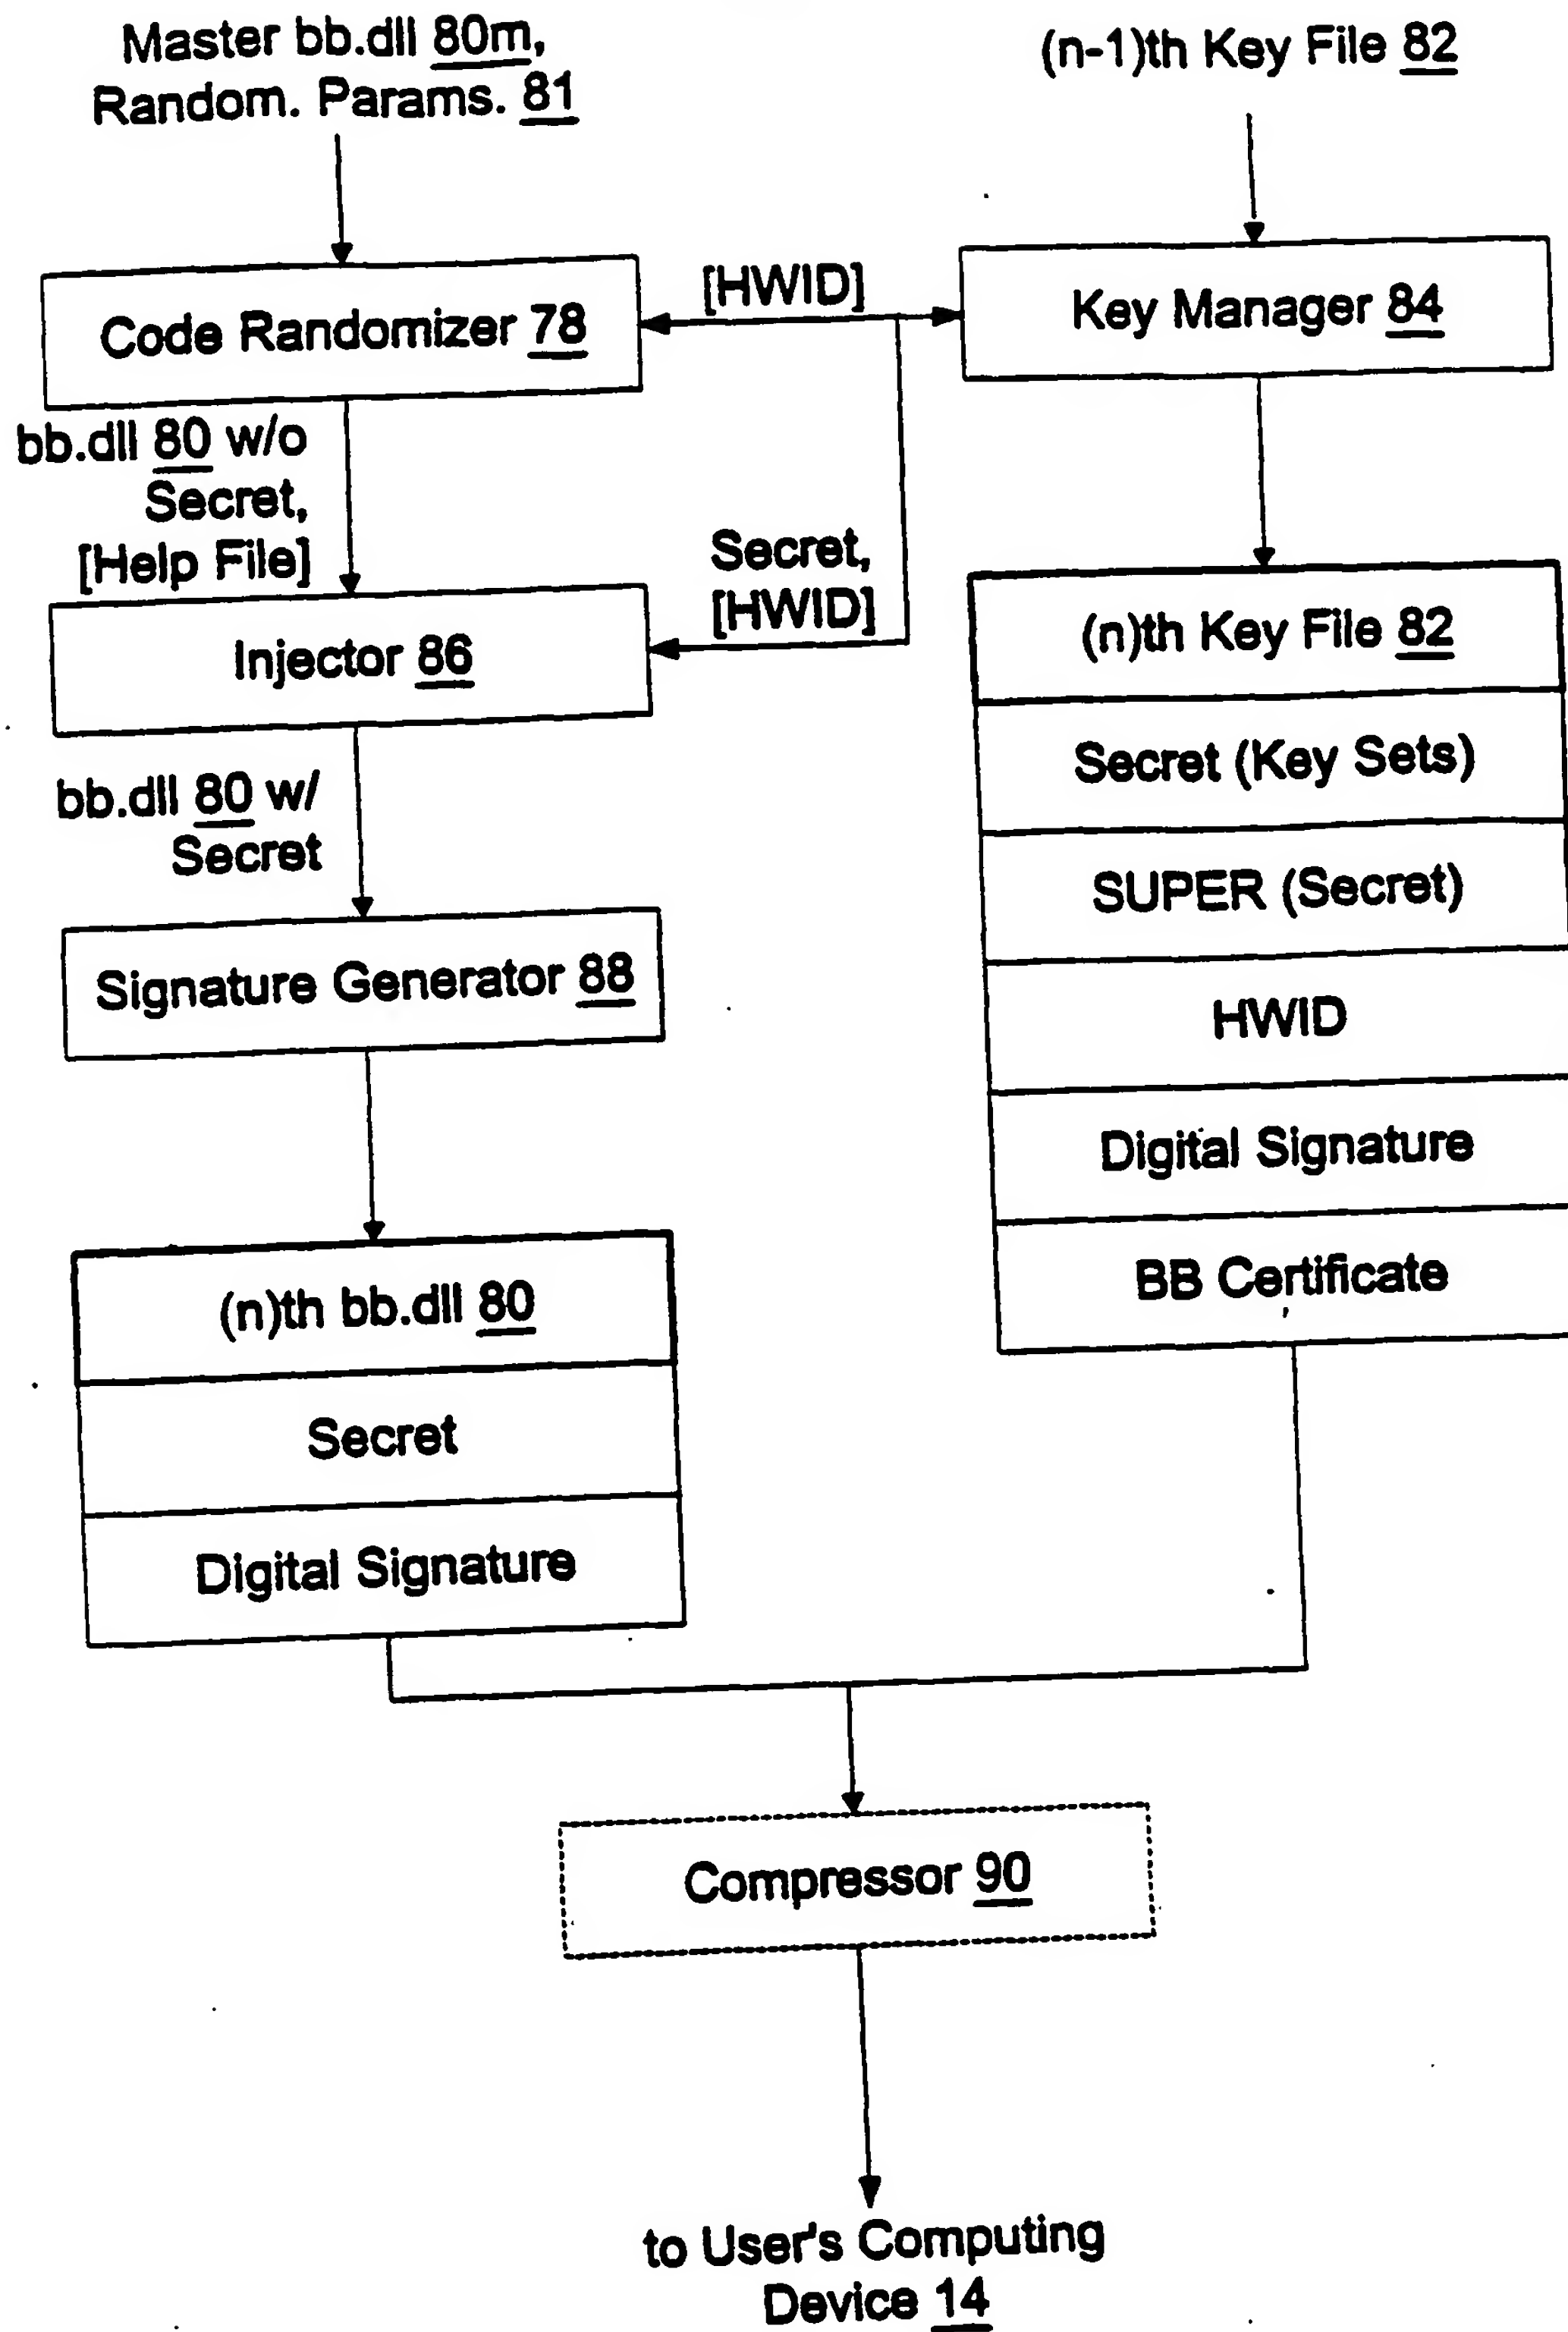 Master bb.dll 80m,
Random. Params. 81
(n-1)th Key File 82
Code Randomizer 78
[HWID]
Key Manager 84
bb.dll 80 w/o
Secret,
[Help File]
Secret,
[HWID]
Injector 86
(n)th Key File 82
Secret (Key Sets)
SUPER (Secret)
HWID
Digital Signature
BB Certificate
bb.dll 80 w/
Secret
Signature Generator 88
(n)th bb.dll 80
Secret
Digital Signature
Compressor 90
to User's Computing
Device 14